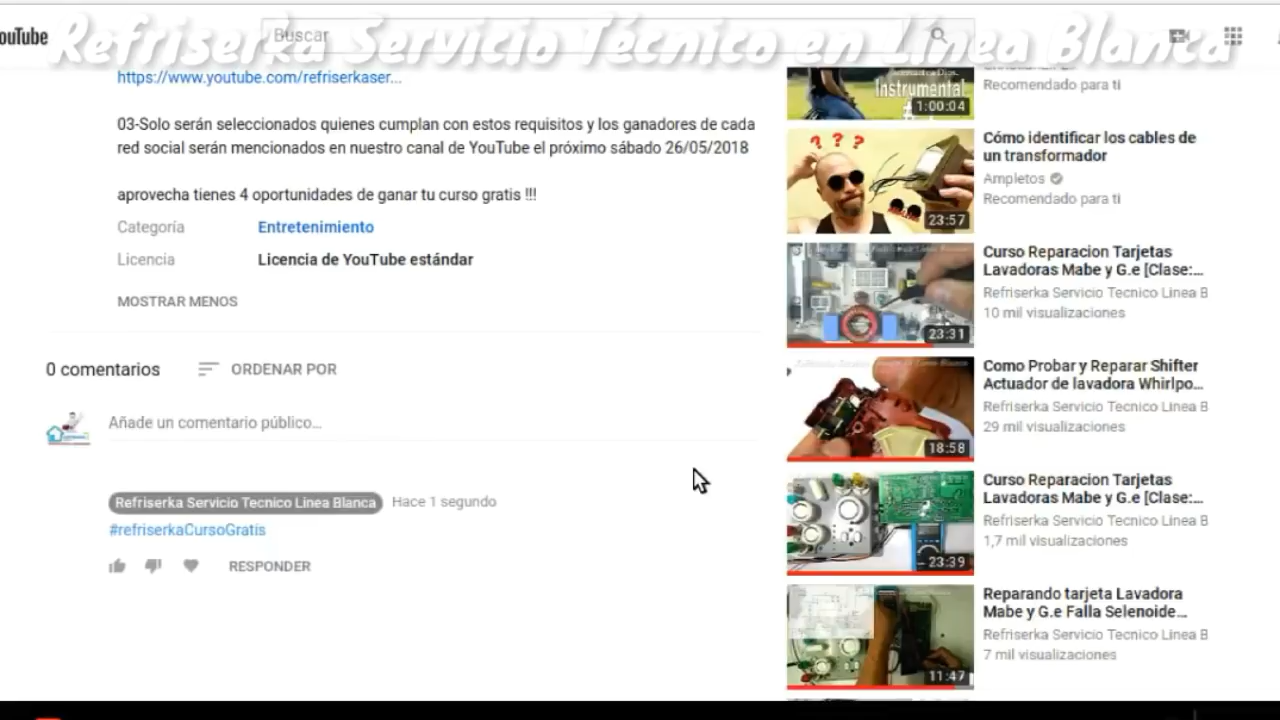 Refriserka Servicio Técnico en Línea Blanca
ouTube
Buscar
https://www.youtube.com/refriserkaser...
03-Solo serán seleccionados quienes cumplan con estos requisitos y los ganadores de cada
red social serán mencionados en nuestro canal de YouTube el próximo sábado 26/05/2018
aprovecha tienes 4 oportunidades de ganar tu curso gratis !!!
Categoría Entretenimiento
Licencia Licencia de YouTube estándar
MOSTRAR MENOS
0 comentarios ORDENAR POR
Añade un comentario público...
Refriserka Servicio Tecnico Linea Blanca Hace 1 segundo
#refriserkaCursoGratis
RESPONDER
Instrumental
1:00:04
Recomendado para ti
? ? ?
23:57
Cómo identificar los cables de
un transformador
Ampletos
Recomendado para ti
23:31
Curso Reparacion Tarjetas
Lavadoras Mabe y G.e [Clase:...
Refriserka Servicio Tecnico Linea B
10 mil visualizaciones
18:58
Como Probar y Reparar Shifter
Actuador de lavadora Whirlpo...
Refriserka Servicio Tecnico Linea B
29 mil visualizaciones
23:39
Curso Reparacion Tarjetas
Lavadoras Mabe y G.e [Clase:...
Refriserka Servicio Tecnico Linea B
1,7 mil visualizaciones
11:47
Reparando tarjeta Lavadora
Mabe y G.e Falla Selenoide...
Refriserka Servicio Tecnico Linea B
7 mil visualizaciones